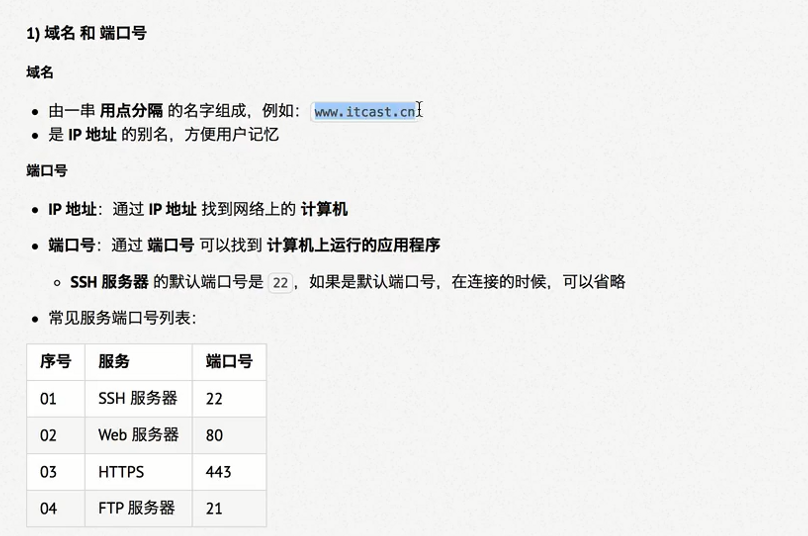 1) 域名 和 端口号
域名
• 由一串 用点分隔 的名字组成，例如： www.itcast.cn
• 是 IP 地址 的别名，方便用户记忆
端口号
• IP 地址：通过 IP 地址 找到网络上的 计算机
• 端口号：通过 端口号 可以找到 计算机上运行的应用程序
◦ SSH 服务器 的默认端口号是 22，如果是默认端口号，在连接的时候，可以省略
• 常见服务端口号列表：
序号 服务 端口号
01 SSH 服务器 22
02 Web 服务器 80
03 HTTPS 443
04 FTP 服务器 21